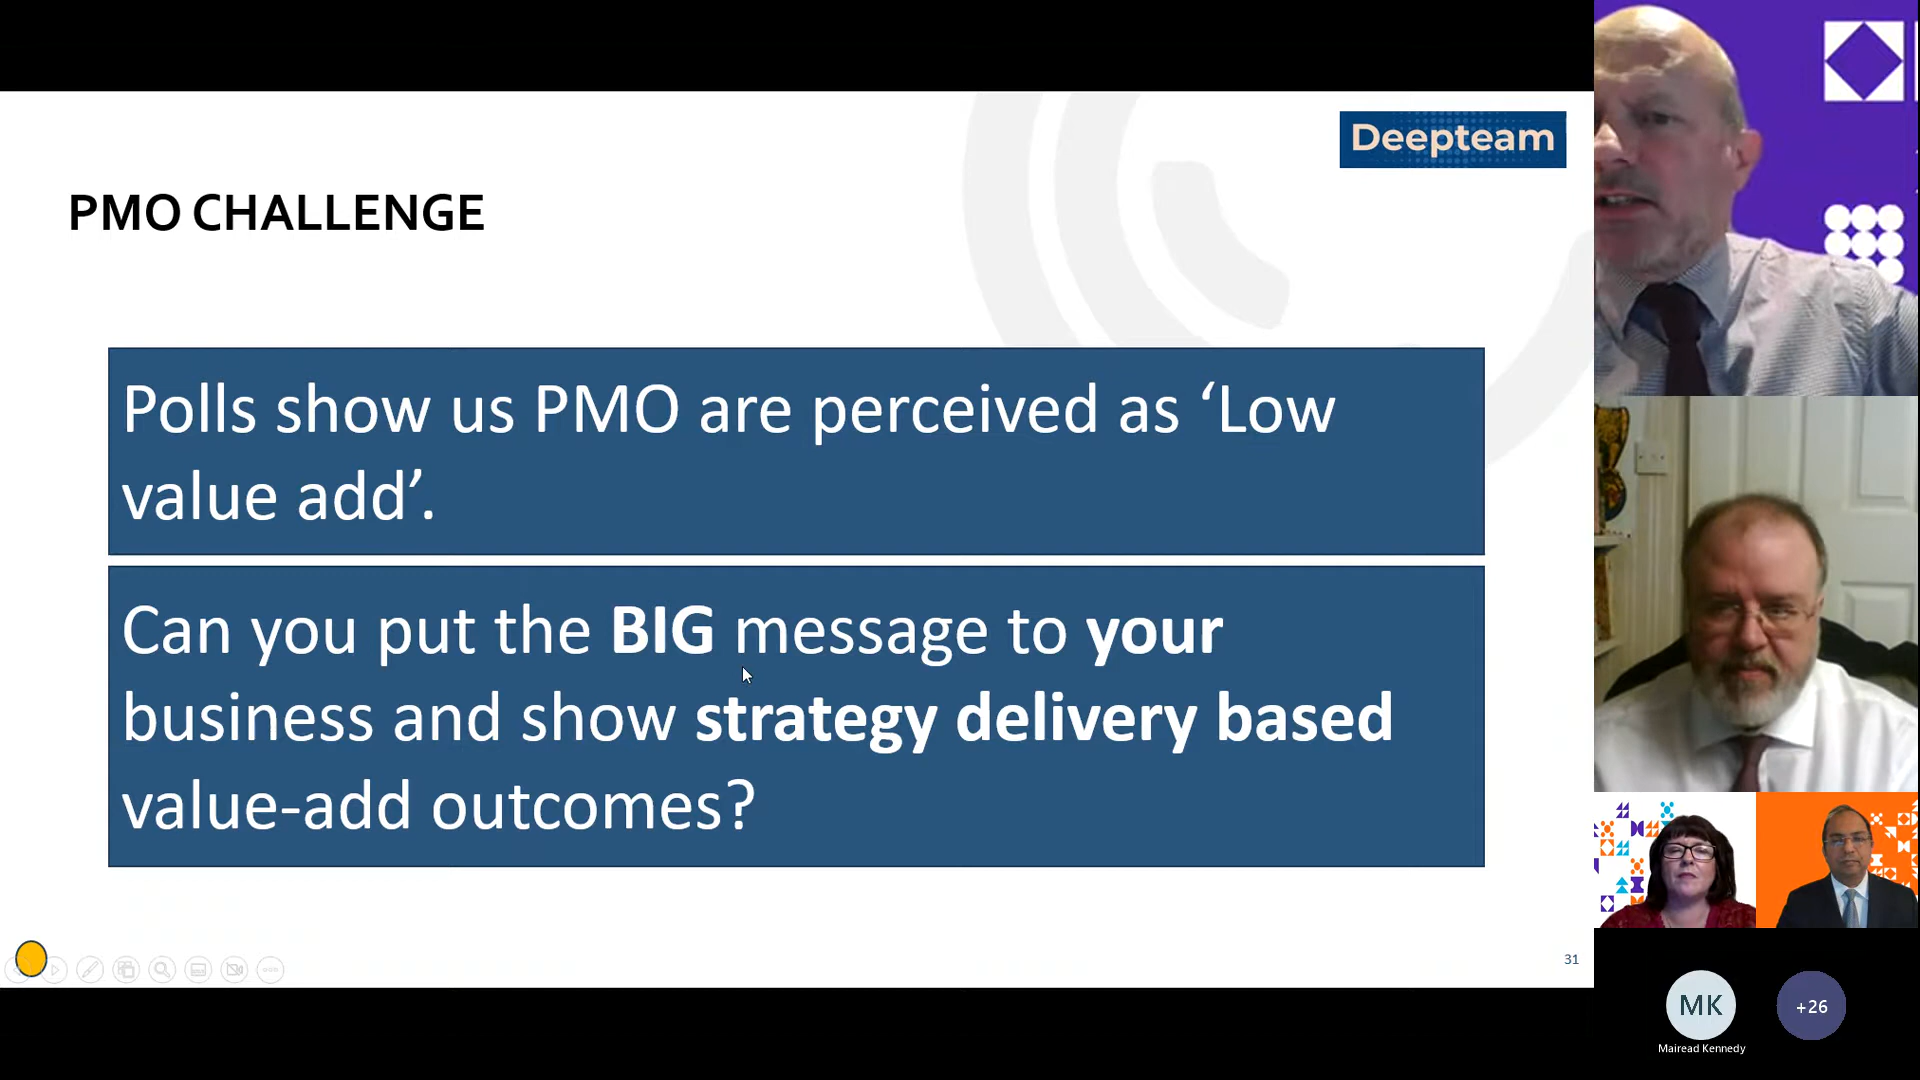 Deepteam
PMO CHALLENGE
Polls show us PMO are perceived as ‘Low
value add’.
Can you put the BIG message to your
business and show strategy delivery based
value-add outcomes?
31
MK
+26
Mairead Kennedy